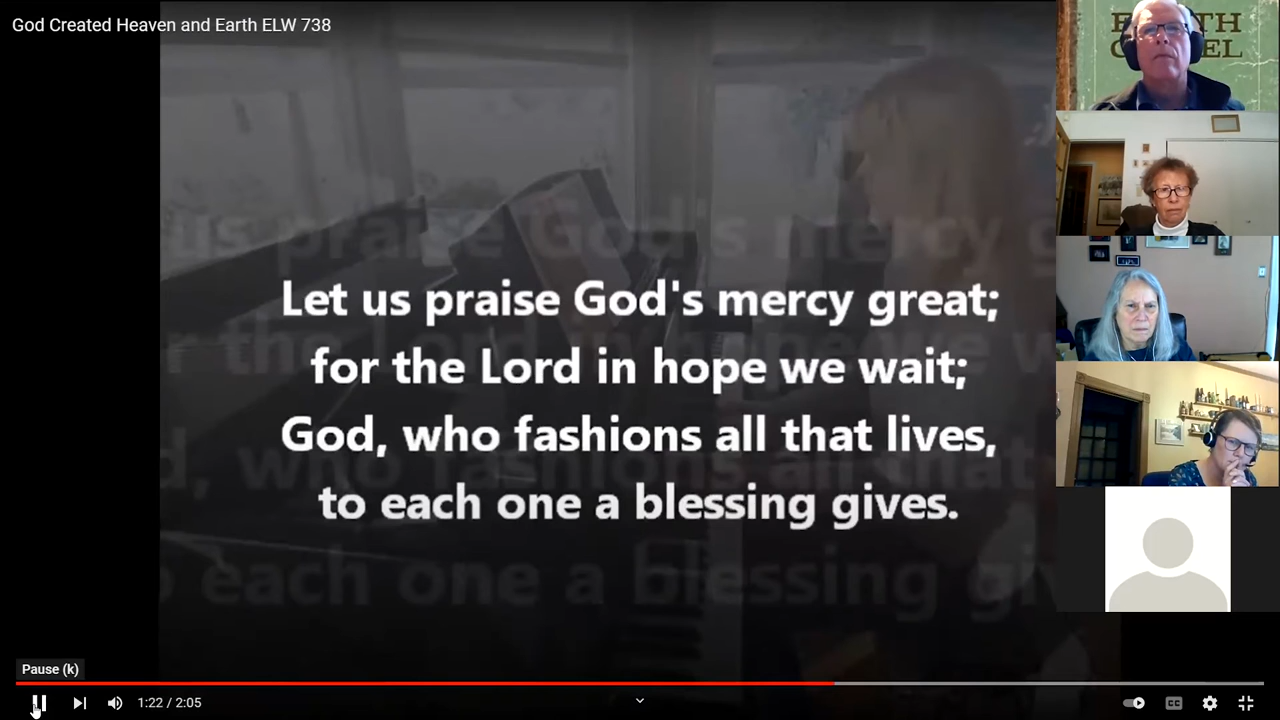 God Created Heaven and Earth ELW 738
Let us praise God's mercy great;
for the Lord in hope we wait;
God, who fashions all that lives,
to each one a blessing gives.
Pause (k)
1:22 / 2:05
CC